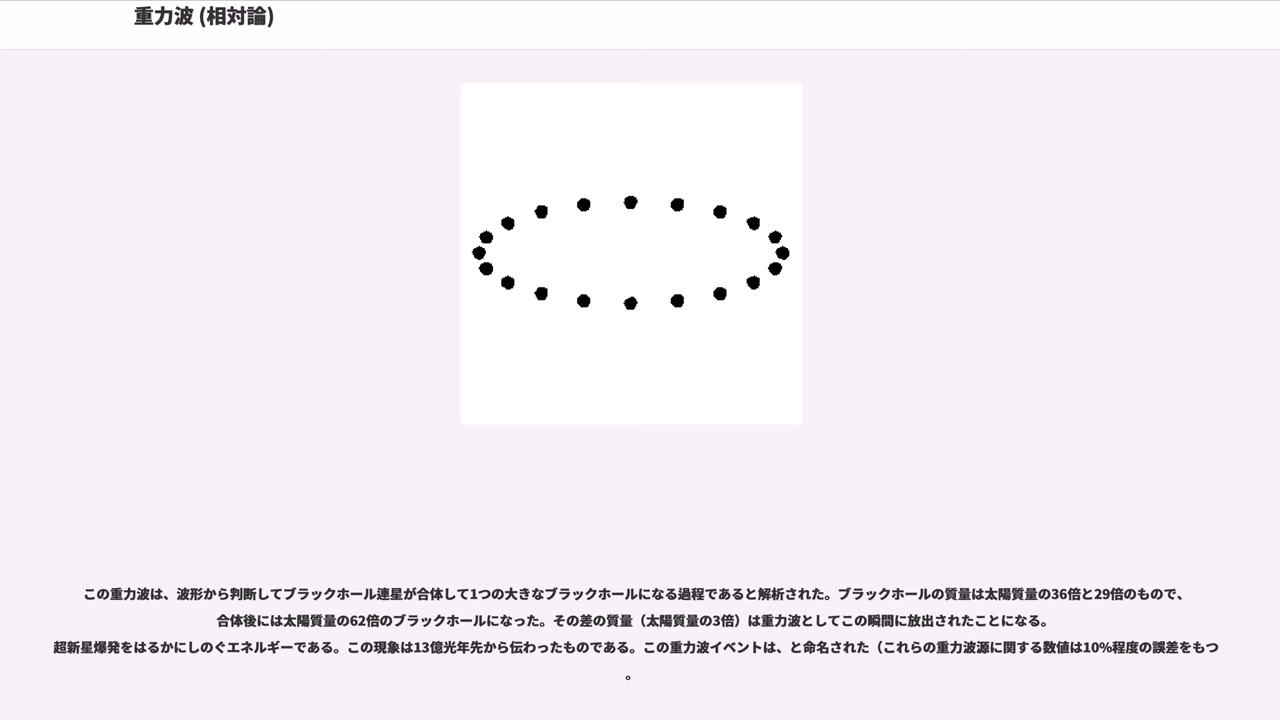 重力波 (相対論)
この重力波は、波形から判断してブラックホール連星が合体して1つの大きなブラックホールになる過程であると解析された。ブラックホールの質量は太陽質量の36倍と29倍のもので、
合体後には太陽質量の62倍のブラックホールになった。その差の質量（太陽質量の3倍）は重力波としてこの瞬間に放出されたことになる。
超新星爆発をはるかにしのぐエネルギーである。この現象は13億光年先から伝わったものである。この重力波イベントは、と命名された（これらの重力波源に関する数値は10%程度の誤差をもつ
。